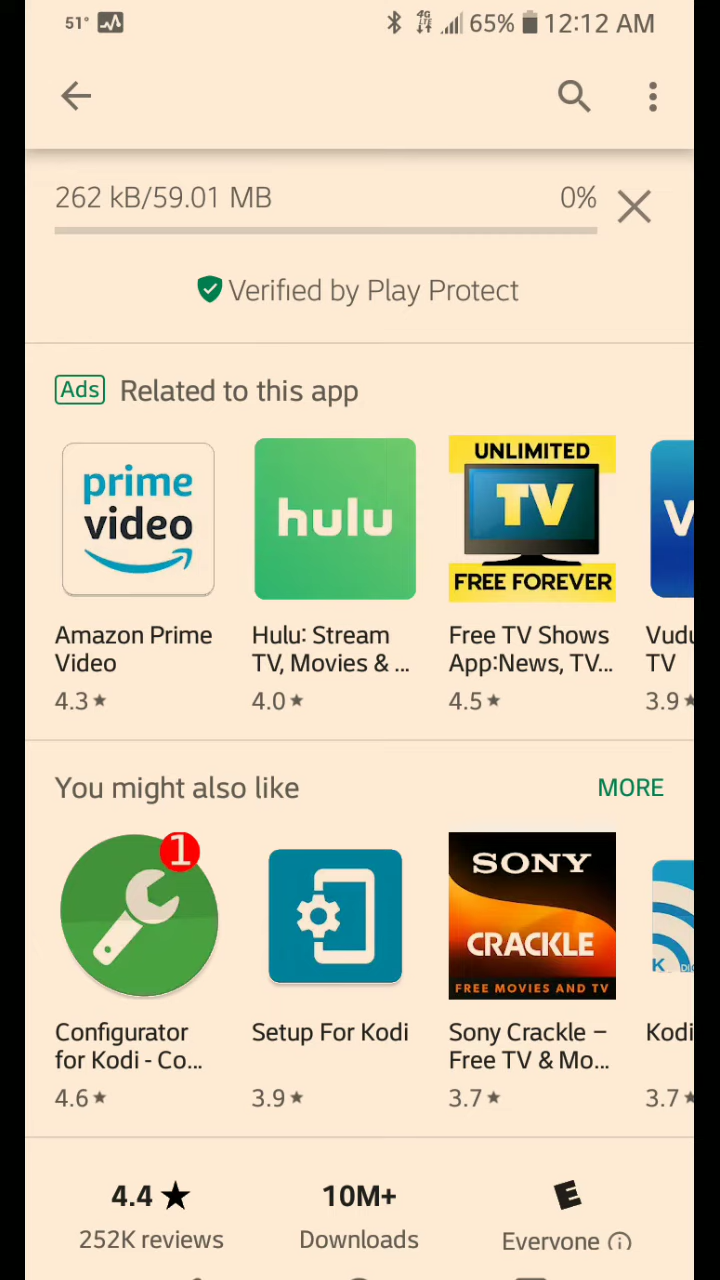 51°
4G LTE 65% 12:12 AM
262 kB/59.01 MB 0%
Verified by Play Protect
Ads Related to this app
prime video
hulu
UNLIMITED
TV
FREE FOREVER
V
Amazon Prime Video
4.3★
Hulu: Stream TV, Movies & ...
4.0★
Free TV Shows App:News, TV...
4.5★
Vudu
TV
3.9★
You might also like MORE
1
SONY
CRACKLE
FREE MOVIES AND TV
K
Configurator for Kodi - Co...
4.6★
Setup For Kodi
3.9★
Sony Crackle – Free TV & Mo...
3.7★
Kodi
3.7★
4.4★ 10M+ E
252K reviews Downloads Everyone